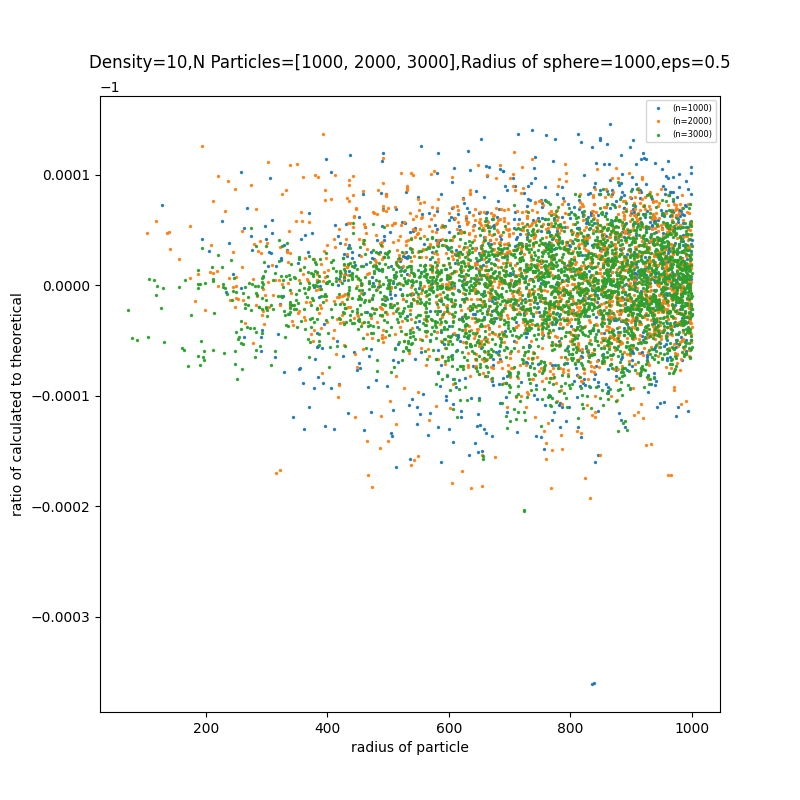 Density=10,N Particles=[1000, 2000, 3000],Radius of sphere=1000,eps=0.5
−1
(n=1000)
(n=2000)
(n=3000)
0.0001
0.0000
−0.0001
−0.0002
−0.0003
ratio of calculated to theoretical
200 400 600 800 1000
radius of particle